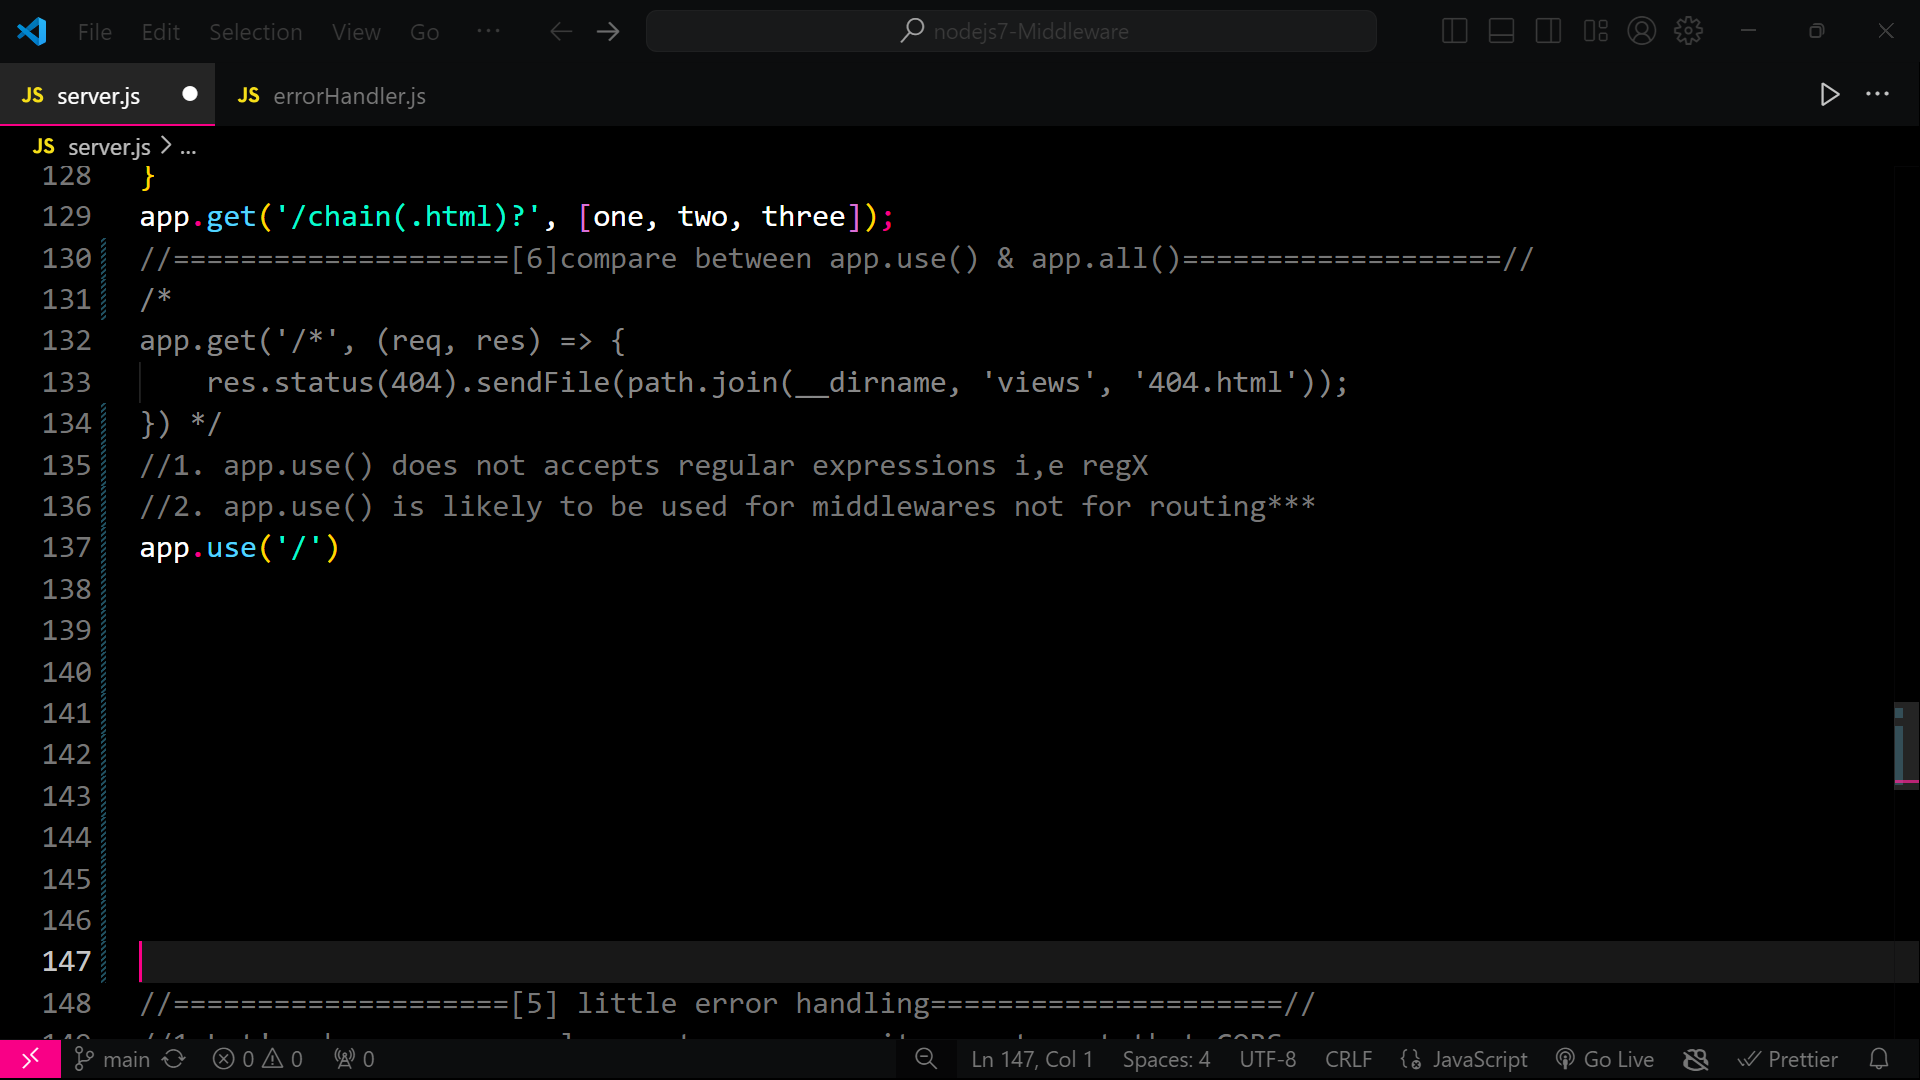 File Edit Selection View Go ··· nodejs7-Middleware
JS server.js JS errorHandler.js
JS server.js > ...
128 }
129 app.get('/chain(.html)?', [one, two, three]);
130 //====================[6]compare between app.use() & app.all()===================//
131 /*
132 app.get('/*', (req, res) => {
133     res.status(404).sendFile(path.join(__dirname, 'views', '404.html'));
134 }) */
135 //1. app.use() does not accepts regular expressions i,e regX
136 //2. app.use() is likely to be used for middlewares not for routing***
137 app.use('/')
138
139
140
141
142
143
144
145
146
147
148 //====================[5] little error handling=====================//
main 0 0 0 Ln 147, Col 1 Spaces: 4 UTF-8 CRLF {} JavaScript Go Live Prettier